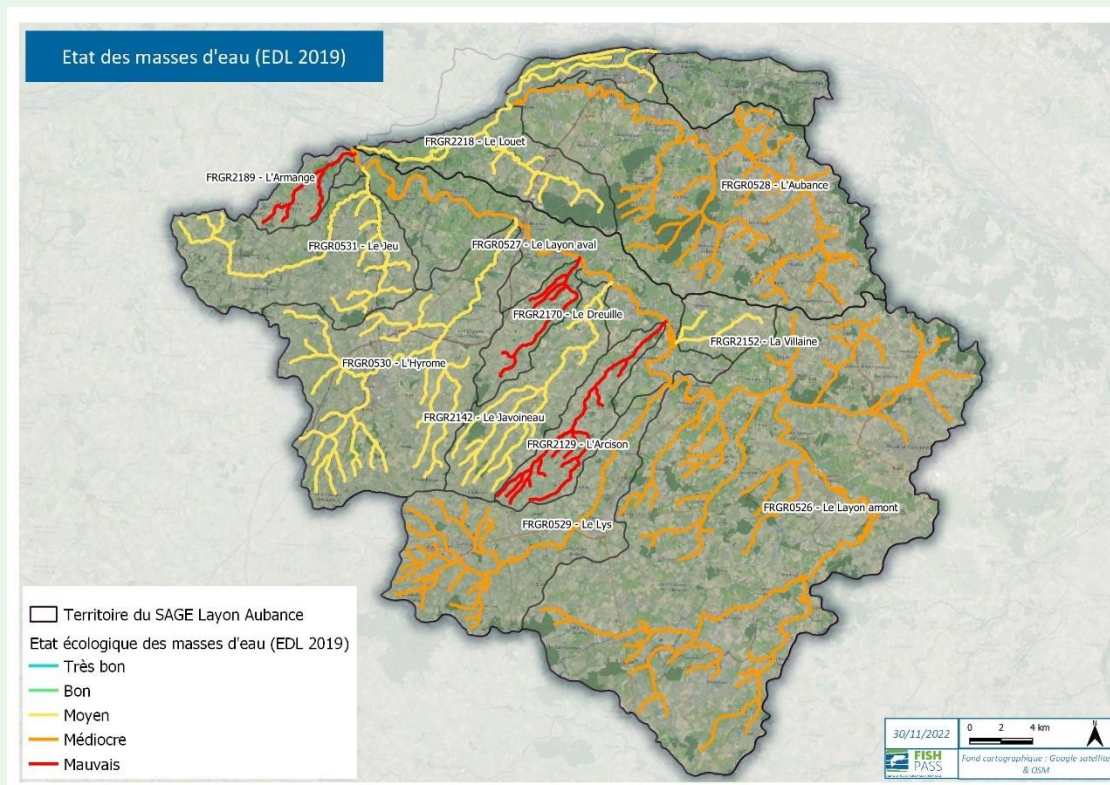 Etat des masses d'eau (EDL 2019)
FRGR2218 - Le Louet
FRGR2189 - L'Armange
FRGR0528 - L'Aubance
FRGR0531 - Le Jeu
FRGR0527 - Le Layon aval
FRGR2170 - Le Dreuille
FRGR2152 - La Villaine
FRGR0530 - L'Hyrome
FRGR2142 - Le Javoineau
FRGR2129 - L'Arcison
FRGR0526 - Le Layon amont
FRGR0529 - Le Lys
Territoire du SAGE Layon Aubance
Etat écologique des masses d'eau (EDL 2019)
Très bon
Bon
Moyen
Médiocre
Mauvais
30/11/2022
0 2 4 km
N
FISH
PASS
Fond cartographique : Google satellite
& OSM